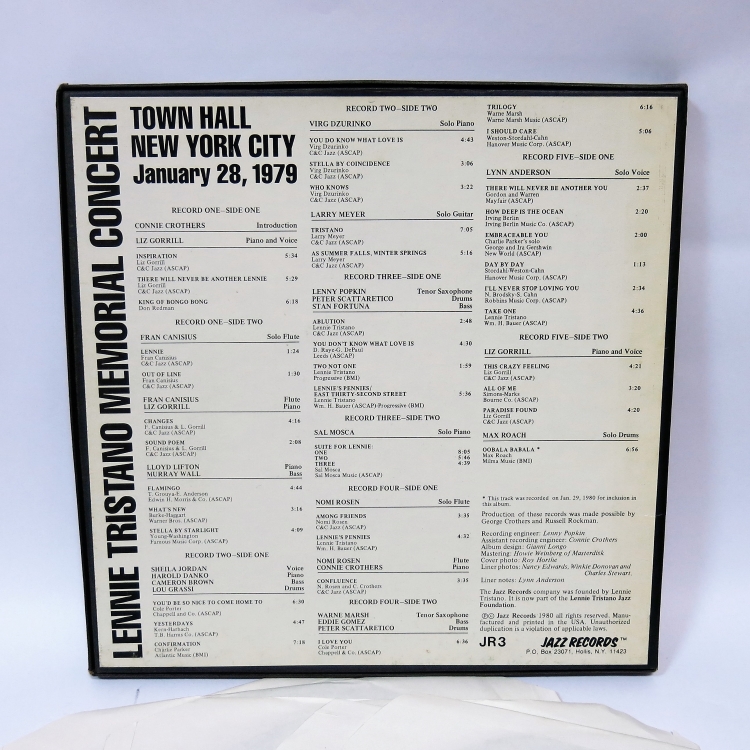 LENNIE TRISTANO MEMORIAL CONCERT
TOWN HALL
NEW YORK CITY
January 28, 1979
RECORD ONE–SIDE ONE
CONNIE CROTHERS Introduction
LIZ GORRILL Piano and Voice
INSPIRATION 5:34
Liz Gorrill
C&C Jazz (ASCAP)
THERE WILL NEVER BE ANOTHER LENNIE 5:29
Liz Gorrill
C&C Jazz (ASCAP)
KING OF BONGO BONG 6:18
Don Redman
RECORD ONE–SIDE TWO
FRAN CANISIUS Solo Flute
LENNIE 1:24
Fran Canisius
C&C Jazz (ASCAP)
OUT OF LINE 1:30
Fran Canisius
C&C Jazz (ASCAP)
FRAN CANISIUS Flute
LIZ GORRILL Piano
CHANGES 4:16
F. Canisius & L. Gorrill
C&C Jazz (ASCAP)
SOUND POEM 2:08
F. Canisius & L. Gorrill
C&C Jazz (ASCAP)
LLOYD LIFTON Piano
MURRAY WALL Bass
FLAMINGO 4:44
T. Grouya-E. Anderson
Edwin H. Morris & Co. (ASCAP)
WHAT'S NEW 3:16
Burke-Haggart
Warner Bros. (ASCAP)
STELLA BY STARLIGHT 4:09
Young-Washington
Famous Music Corp. (ASCAP)
RECORD TWO–SIDE ONE
SHEILA JORDAN Voice
HAROLD DANKO Piano
CAMERON BROWN Bass
LOU GRASSI Drums
YOU'D BE SO NICE COME HOME TO 6:30
Cole Porter
Chappell and Co. (ASCAP)
YESTERDAYS 4:47
Kern-Harbach
T.B. Harms Co. (ASCAP)
CONFIRMATION 7:18
Charlie Parker
Atlantic Music (BMI)
RECORD TWO–SIDE TWO
VIRG DZURINKO Solo Piano
YOU DO KNOW WHAT LOVE IS 4:43
Virg Dzurinko
C&C Jazz (ASCAP)
STELLA BY COINCIDENCE 3:06
Virg Dzurinko
C&C Jazz (ASCAP)
WHO KNOWS 3:22
Virg Dzurinko
C&C Jazz (ASCAP)
LARRY MEYER Solo Guitar
TRISTANO 7:05
Larry Meyer
C&C Jazz (ASCAP)
AS SUMMER FALLS, WINTER SPRINGS 5:16
Larry Meyer
C&C Jazz (ASCAP)
RECORD THREE–SIDE ONE
LENNY POPKIN Tenor Saxophone
PETER SCATTARETICO Drums
STAN FORTUNA Bass
ABLUTION 2:48
Lennie Tristano
C&C Jazz (ASCAP)
YOU DON'T KNOW WHAT LOVE IS 4:30
D. Raye-G. DePaul
Leeds (ASCAP)
TWO NOT ONE 1:59
Lennie Tristano
Progressive (BMI)
LENNIE'S PENNIES/
EAST THIRTY-SECOND STREET 5:36
Lennie Tristano
Wm. H. Bauer (ASCAP)-Progressive (BMI)
RECORD THREE–SIDE TWO
SAL MOSCA Solo Piano
SUITE FOR LENNIE:
ONE 8:05
TWO 5:46
THREE 4:39
Sal Mosca
Sal Mosca Music (ASCAP)
RECORD FOUR–SIDE ONE
NOMI ROSEN Solo Flute
AMONG FRIENDS 3:35
Nomi Rosen
C&C Jazz (ASCAP)
LENNIE'S PENNIES 4:32
Lennie Tristano
Wm. H. Bauer (ASCAP)
NOMI ROSEN Flute
CONNIE CROTHERS Piano
CONFLUENCE 3:35
N. Rosen and C. Crothers
C&C Jazz (ASCAP)
RECORD FOUR–SIDE TWO
WARNE MARSH Tenor Saxophone
EDDIE GOMEZ Bass
PETER SCATTARETICO Drums
I LOVE YOU 6:36
Cole Porter
Chappell & Co. (ASCAP)
TRILOGY 6:16
Warne Marsh
Warne Marsh Music (ASCAP)
I SHOULD CARE 5:06
Weston-Stordahl-Cahn
Hanover Music Corp. (ASCAP)
RECORD FIVE–SIDE ONE
LYNN ANDERSON Solo Voice
THERE WILL NEVER BE ANOTHER YOU 2:37
Gordon and Warren
Mayfair (ASCAP)
HOW DEEP IS THE OCEAN 2:20
Irving Berlin
Irving Berlin Music Co. (ASCAP)
EMBRACEABLE YOU 2:00
Charlie Parker's solo
George and Ira Gershwin
New World (ASCAP)
DAY BY DAY 1:13
Stordahl-Weston-Cahn
Hanover Music Corp. (ASCAP)
I'LL NEVER STOP LOVING YOU 2:34
N. Brodsky-S. Cahn
Robbins Music Corp. (ASCAP)
TAKE ONE 4:36
Lennie Tristano
Wm. H. Bauer (ASCAP)
RECORD FIVE–SIDE TWO
LIZ GORRILL Piano and Voice
THIS CRAZY FEELING 4:21
Liz Gorrill
C&C Jazz (ASCAP)
ALL OF ME 3:20
Simons-Marks
Bourne Co. (ASCAP)
PARADISE FOUND 4:20
Liz Gorrill
C&C Jazz (ASCAP)
MAX ROACH Solo Drums
OOBALA BABALA * 6:56
Max Roach
Milma Music (BMI)
* This track was recorded on Jan. 29, 1980 for inclusion in
this album.
Production of these records was made possible by
George Crothers and Russell Rockman.
Recording engineer: Lenny Popkin
Assistant recording engineer: Connie Crothers
Album design: Gianni Longo
Mastering: Howie Weinberg of Masterdisk
Cover photo: Roy Horthe
Liner photos: Nancy Edwards, Winkie Donovan and
Charles Stewart.
Liner notes: Lynn Anderson
The Jazz Records company was founded by Lennie
Tristano. It is now part of the Lennie Tristano Jazz
Foundation.
℗© Jazz Records 1980 all rights reserved. Manu-
factured and printed in the USA. Unauthorized
duplication is a violation of applicable laws.
JR3 JAZZ RECORDS™
P.O. Box 23071, Hollis, N.Y. 11423